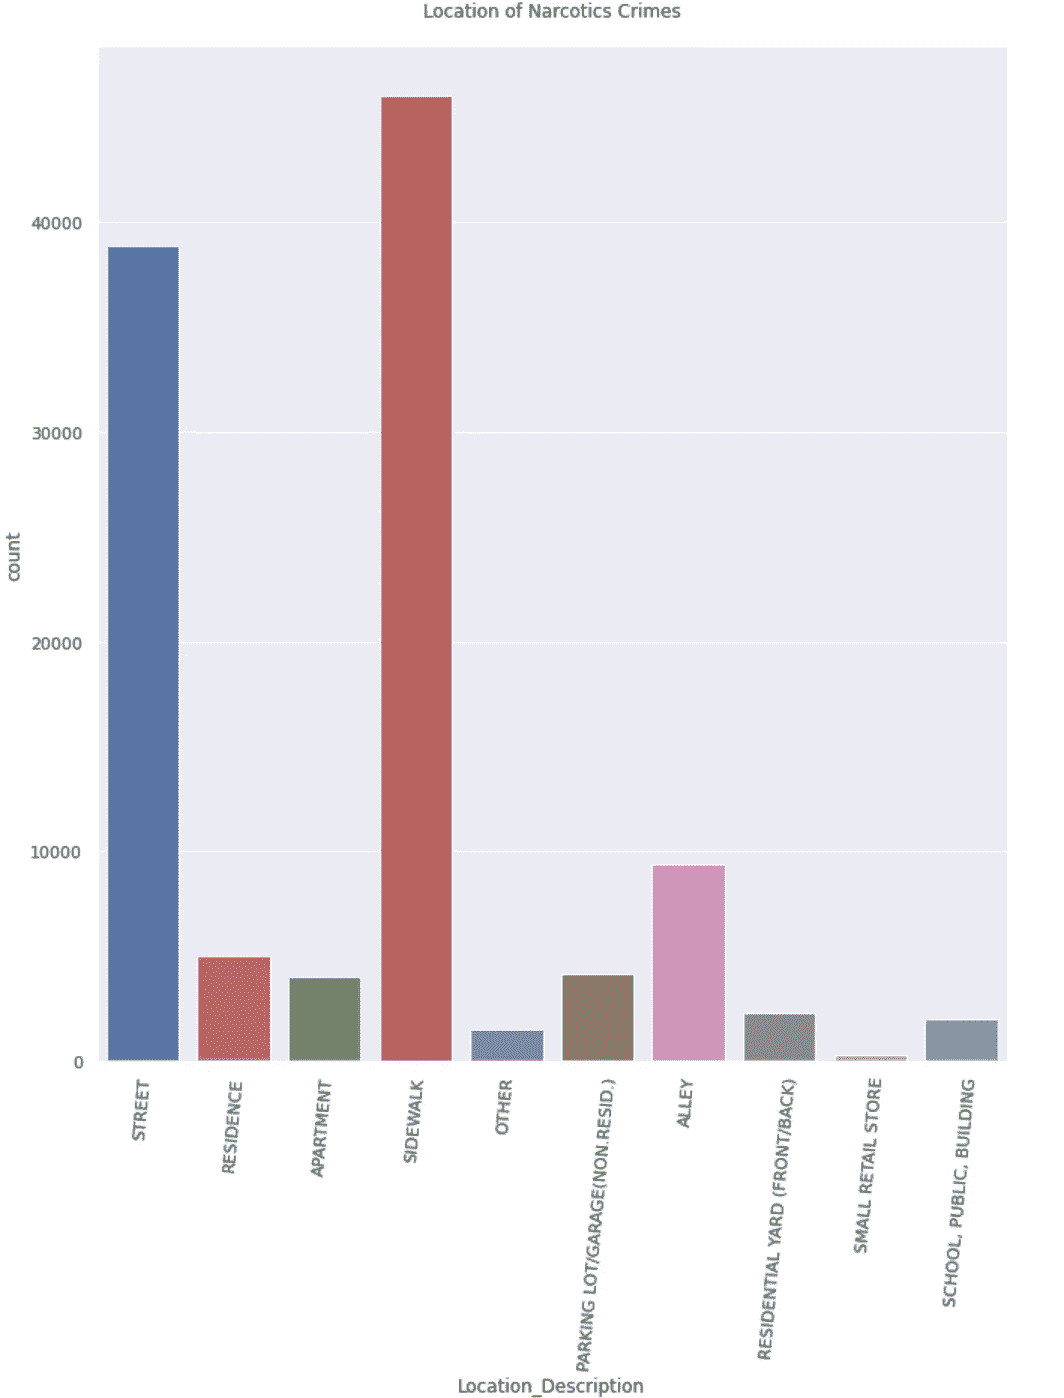 Location of Narcotics Crimes
40000
30000
20000
10000
0
count
STREET
RESIDENCE
APARTMENT
SIDEWALK
OTHER
PARKING LOT/GARAGE(NON.RESID.)
ALLEY
RESIDENTIAL YARD (FRONT/BACK)
SMALL RETAIL STORE
SCHOOL, PUBLIC, BUILDING
Location_Description